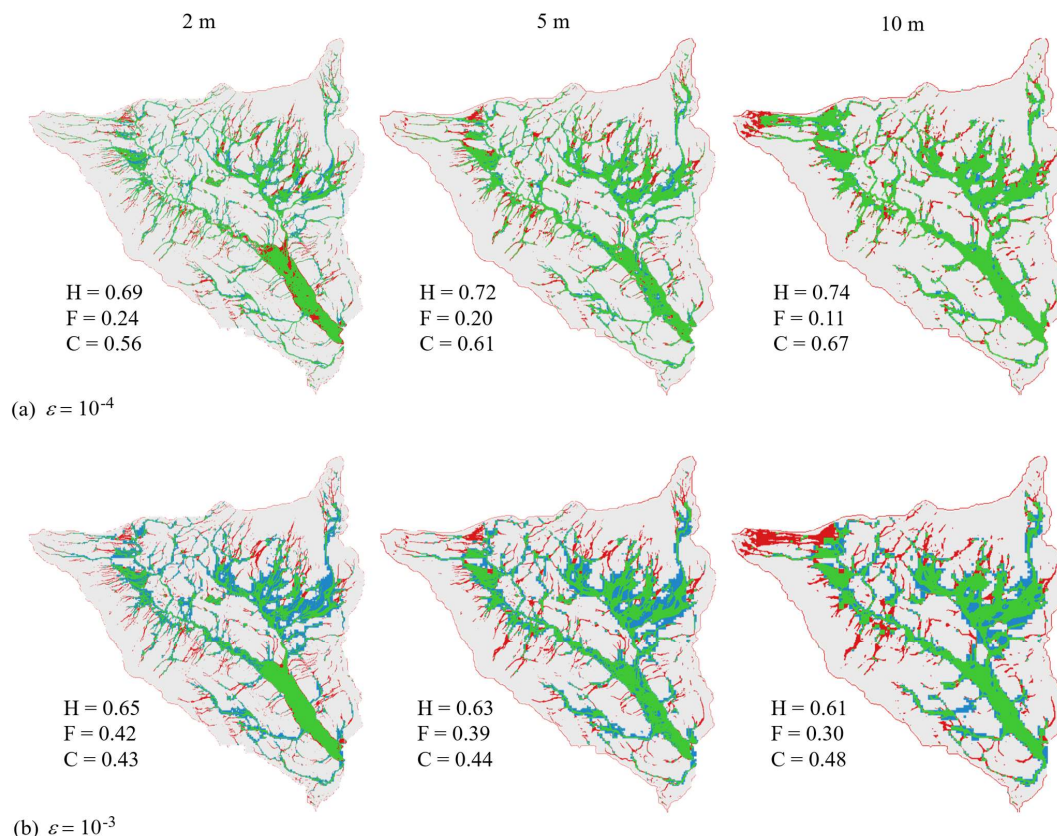 2 m
5 m
10 m
H = 0.69
F = 0.24
C = 0.56
H = 0.72
F = 0.20
C = 0.61
H = 0.74
F = 0.11
C = 0.67
(a) ε = 10⁻⁴
H = 0.65
F = 0.42
C = 0.43
H = 0.63
F = 0.39
C = 0.44
H = 0.61
F = 0.30
C = 0.48
(b) ε = 10⁻³